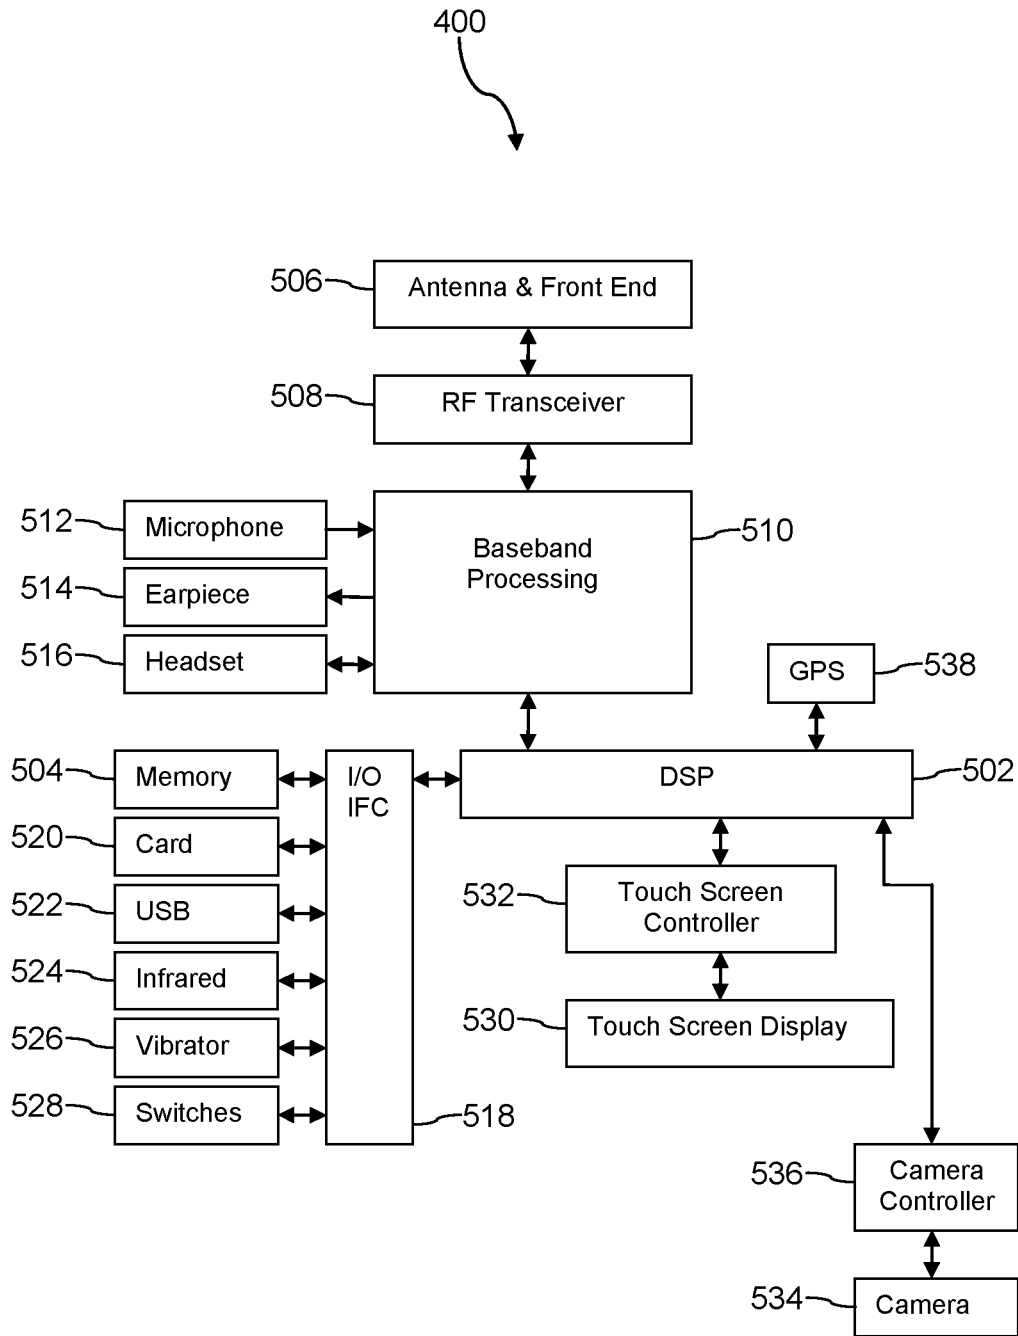 400
506
Antenna & Front End
508
RF Transceiver
512
Microphone
510
Baseband
Processing
514
Earpiece
516
Headset
GPS
538
504
Memory
I/O
IFC
DSP
502
520
Card
532
Touch Screen
Controller
522
USB
524
Infrared
530
Touch Screen Display
526
Vibrator
528
Switches
518
536
Camera
Controller
534
Camera